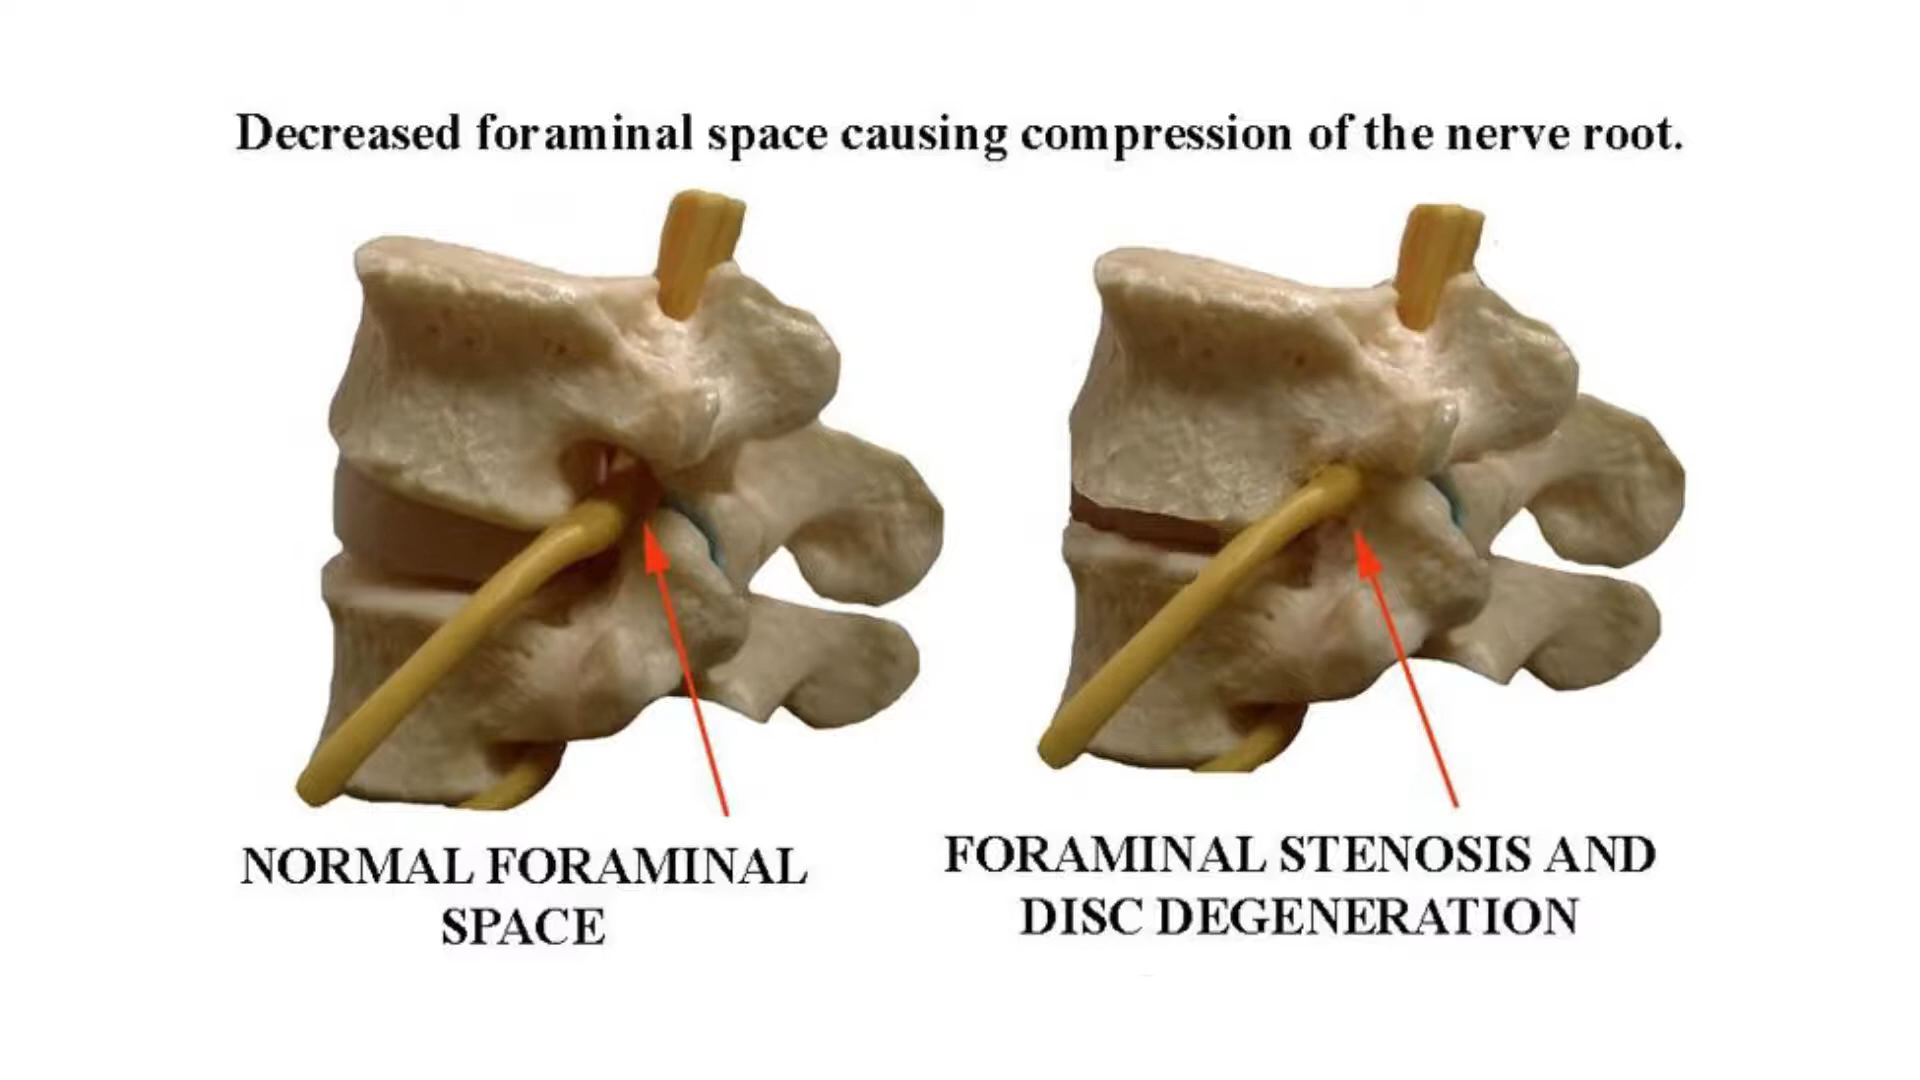 Decreased foraminal space causing compression of the nerve root.
NORMAL FORAMINAL
SPACE
FORAMINAL STENOSIS AND
DISC DEGENERATION